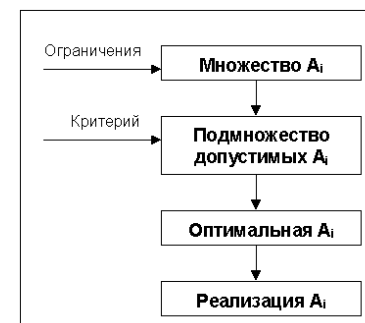 Ограничения
Множество Ai
Критерий
Подмножество
допустимых Ai
Оптимальная Ai
Реализация Ai